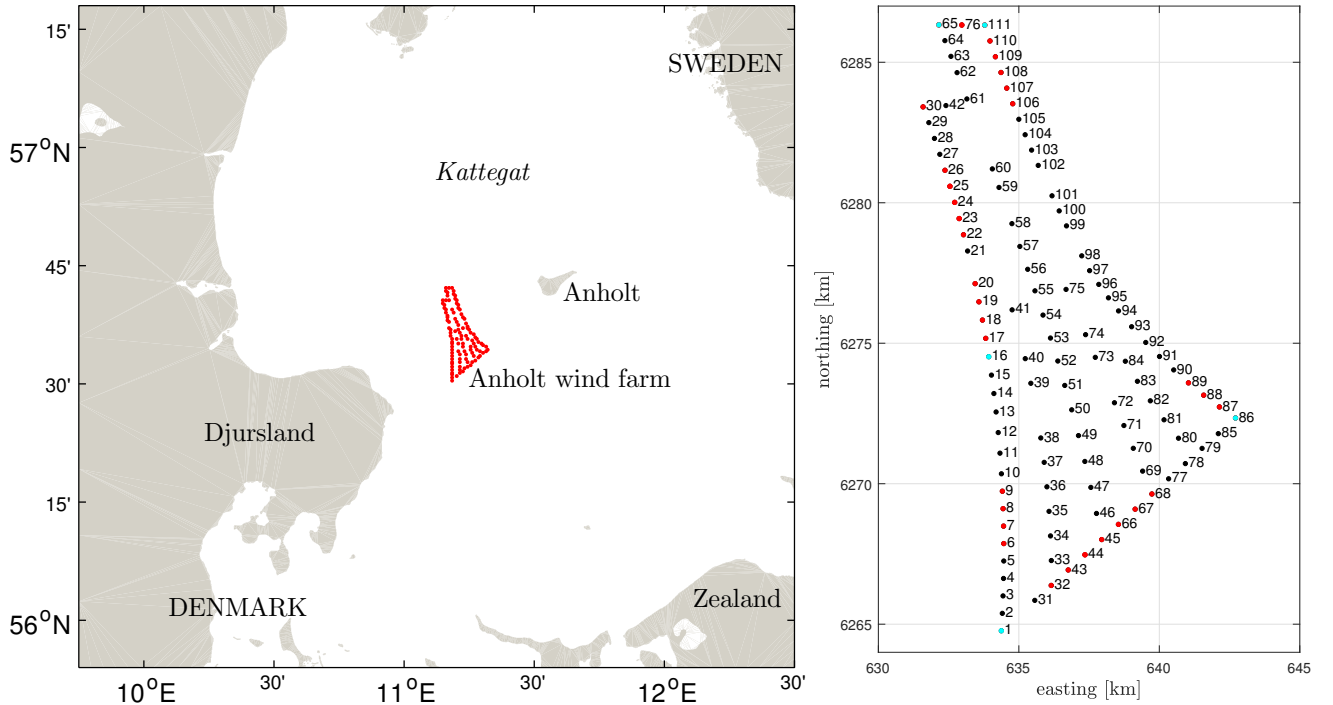 15'
SWEDEN
57°N
Kattegat
45'
Anholt
30'
Anholt wind farm
Djursland
15'
DENMARK
Zealand
56°N
10°E
30'
11°E
30'
12°E
30'
65 76 111
64 110
63 109
62 108
107
30 42 61 106
29 105
28 104
27 103
26 60 102
25 59 101
24 100
23 58 99
22
21 57 98
56 97
20 55 75 96
19 41 95
18 54 94
17 53 74 93
92
16 40 52 73 84 91
15 39 51 83 90 89
14 72 82 88
13 50 87
12 38 49 71 81 86
11 37 48 70 80 85
10 69 79
9 36 47 68 77 78
8 35 46 67
7 34 66
6 45
5 33 44
4 32 43
3 31
2
1
6285
6280
6275
6270
6265
northing [km]
630
635
640
645
easting [km]